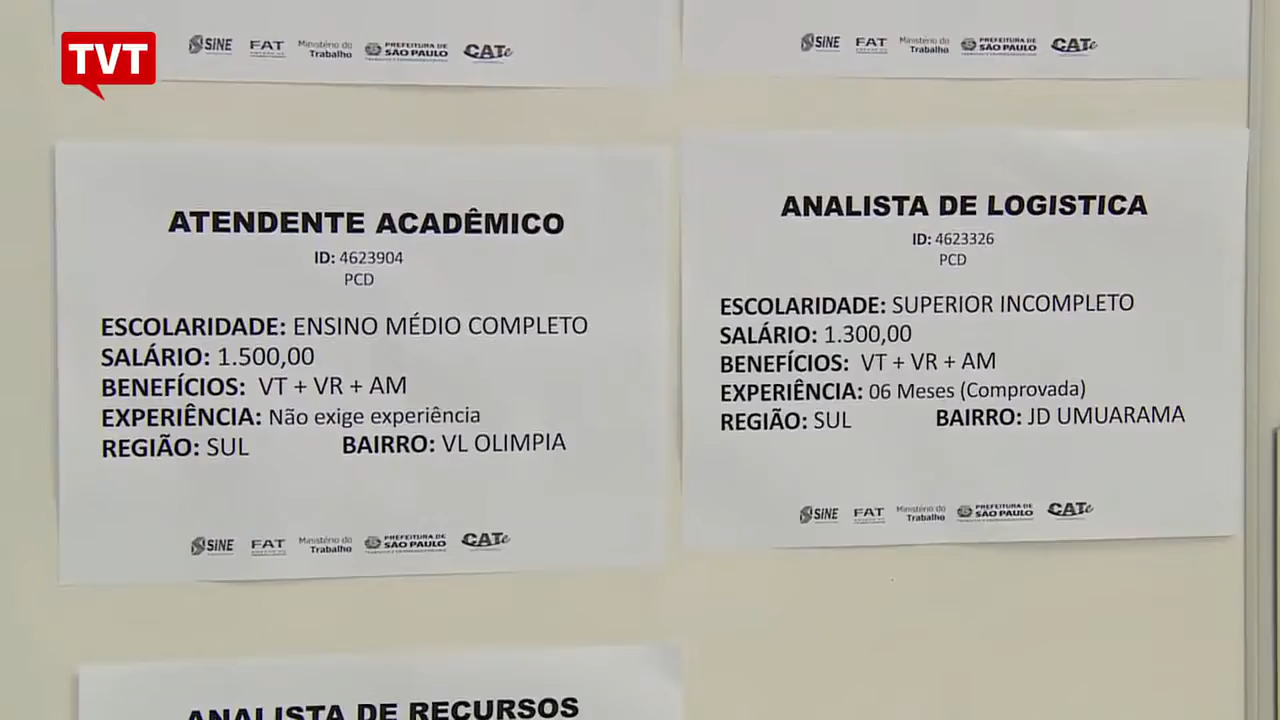 TVT
SINE FAT Ministério do Trabalho PREFEITURA DE SÃO PAULO CATe
SINE FAT Ministério do Trabalho PREFEITURA DE SÃO PAULO CATe
ATENDENTE ACADÊMICO
ID: 4623904
PCD
ESCOLARIDADE: ENSINO MÉDIO COMPLETO
SALÁRIO: 1.500,00
BENEFÍCIOS: VT + VR + AM
EXPERIÊNCIA: Não exige experiência
REGIÃO: SUL BAIRRO: VL OLIMPIA
SINE FAT Ministério do Trabalho PREFEITURA DE SÃO PAULO CATe
ANALISTA DE LOGISTICA
ID: 4623326
PCD
ESCOLARIDADE: SUPERIOR INCOMPLETO
SALÁRIO: 1.300,00
BENEFÍCIOS: VT + VR + AM
EXPERIÊNCIA: 06 Meses (Comprovada)
REGIÃO: SUL BAIRRO: JD UMUARAMA
SINE FAT Ministério do Trabalho PREFEITURA DE SÃO PAULO CATe
ANALISTA DE RECURSOS